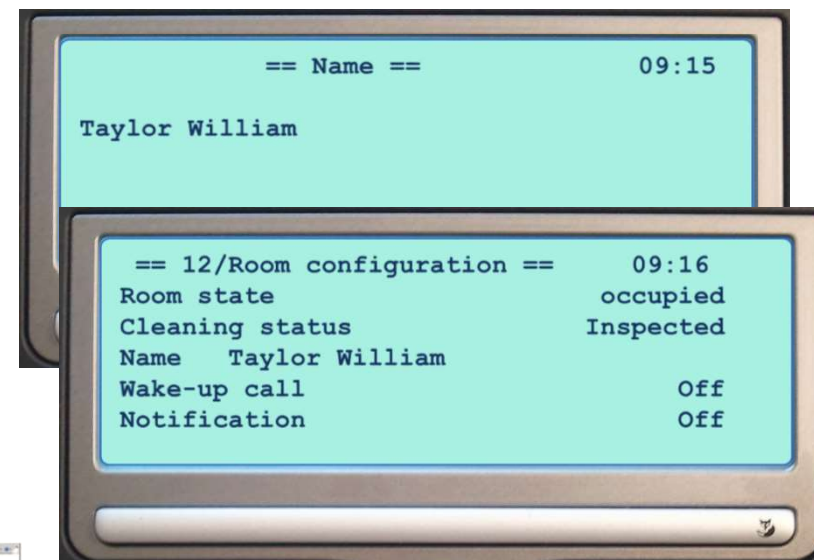 == Name == 09:15
Taylor William
== 12/Room configuration == 09:16
Room state occupied
Cleaning status Inspected
Name Taylor William
Wake-up call Off
Notification Off